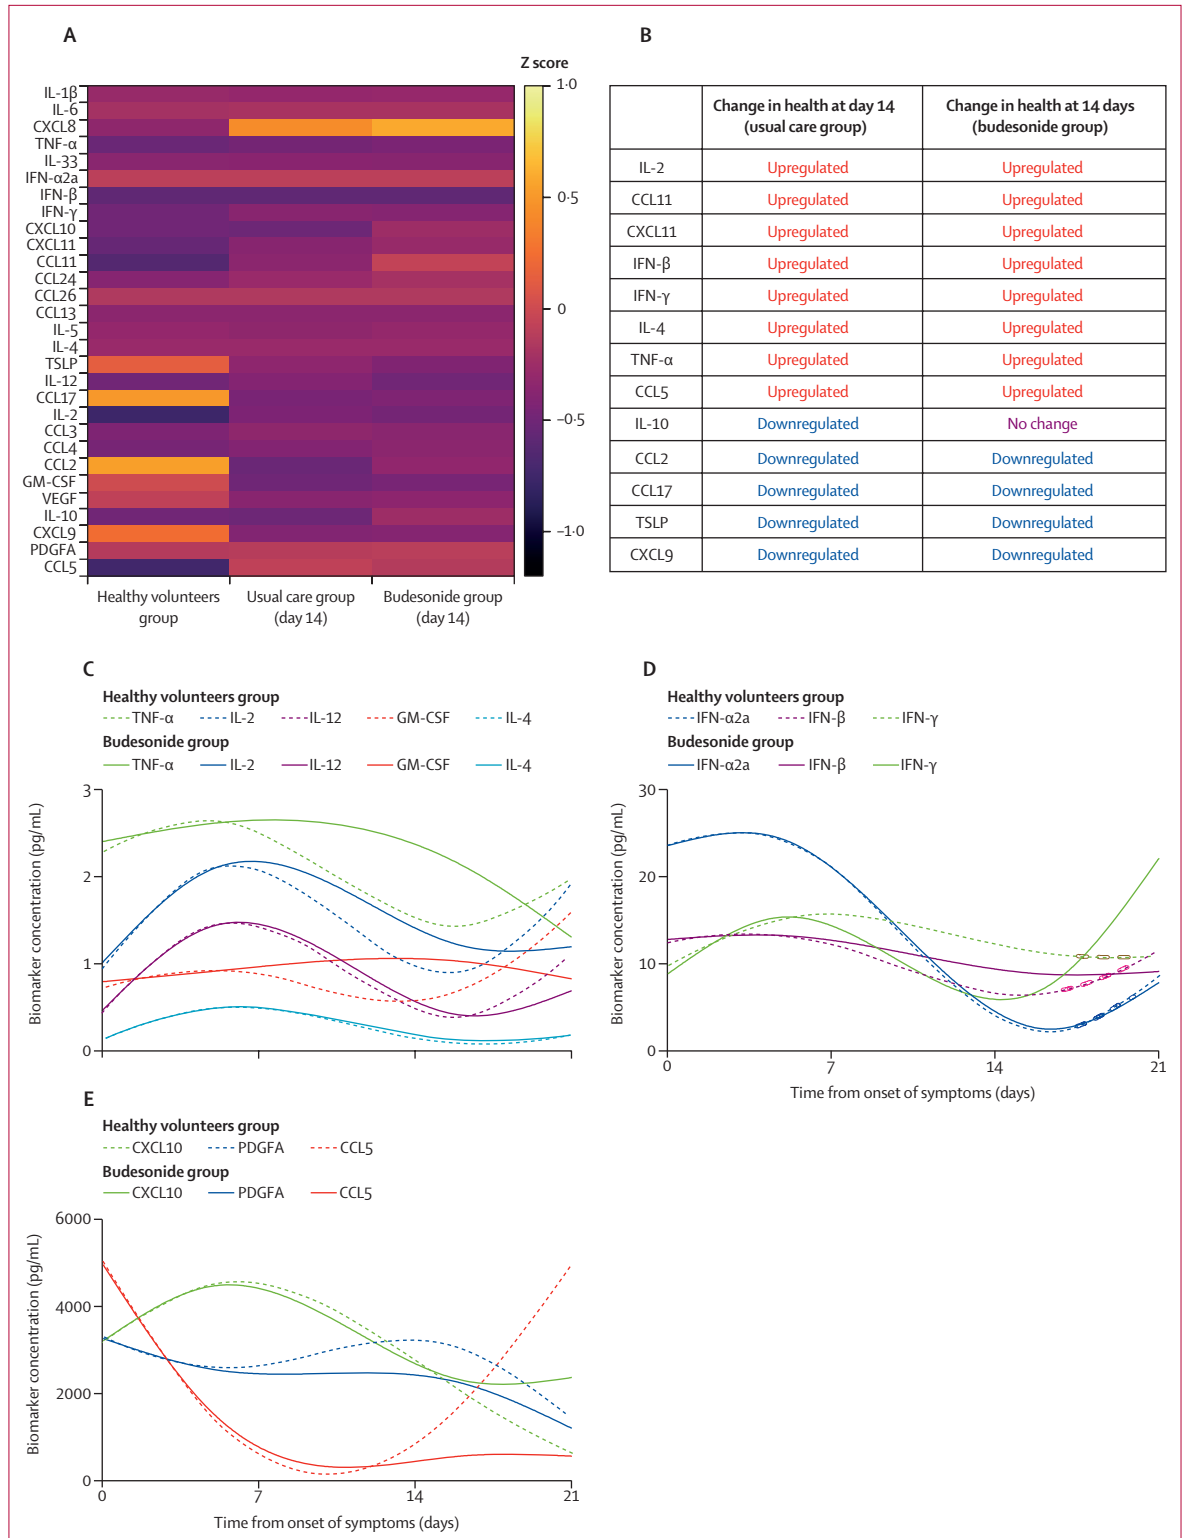 A
Z score
1·0
0·5
0
–0·5
–1·0
IL-1β
IL-6
CXCL8
TNF-α
IL-33
IFN-α2a
IFN-β
IFN-γ
CXCL10
CXCL11
CCL11
CCL24
CCL26
CCL13
IL-5
IL-4
TSLP
IL-12
CCL17
IL-2
CCL3
CCL4
CCL2
GM-CSF
VEGF
IL-10
CXCL9
PDGFA
CCL5
Healthy volunteers
group
Usual care group
(day 14)
Budesonide group
(day 14)
B
Change in health at day 14
(usual care group)
Change in health at 14 days
(budesonide group)
IL-2 Upregulated Upregulated
CCL11 Upregulated Upregulated
CXCL11 Upregulated Upregulated
IFN-β Upregulated Upregulated
IFN-γ Upregulated Upregulated
IL-4 Upregulated Upregulated
TNF-α Upregulated Upregulated
CCL5 Upregulated Upregulated
IL-10 Downregulated No change
CCL2 Downregulated Downregulated
CCL17 Downregulated Downregulated
TSLP Downregulated Downregulated
CXCL9 Downregulated Downregulated
C
Healthy volunteers group
TNF-α IL-2 IL-12 GM-CSF IL-4
Budesonide group
TNF-α IL-2 IL-12 GM-CSF IL-4
3
2
1
0
Biomarker concentration (pg/mL)
D
Healthy volunteers group
IFN-α2a IFN-β IFN-γ
Budesonide group
IFN-α2a IFN-β IFN-γ
30
20
10
0
Biomarker concentration (pg/mL)
0 7 14 21
Time from onset of symptoms (days)
E
Healthy volunteers group
CXCL10 PDGFA CCL5
Budesonide group
CXCL10 PDGFA CCL5
6000
4000
2000
0
Biomarker concentration (pg/mL)
0 7 14 21
Time from onset of symptoms (days)